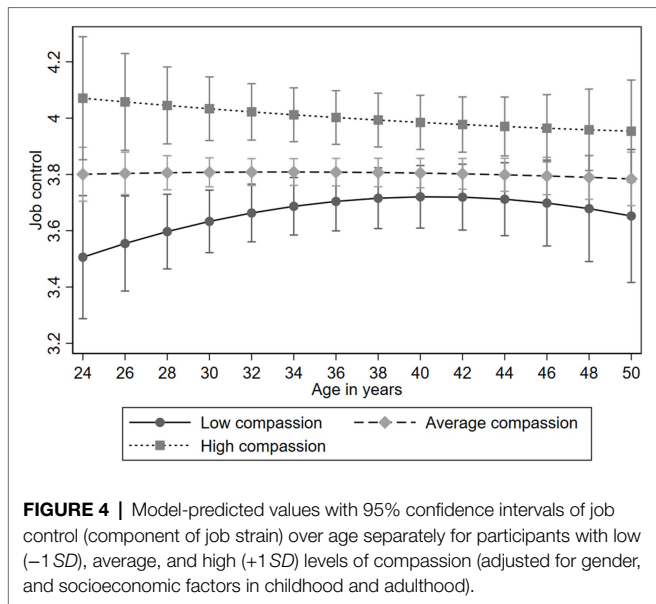 4.2
4
3.8
3.6
3.4
3.2
Job control
24 26 28 30 32 34 36 38 40 42 44 46 48 50
Age in years
Low compassion
Average compassion
High compassion
FIGURE 4 | Model-predicted values with 95% confidence intervals of job
control (component of job strain) over age separately for participants with low
(−1 SD), average, and high (+1 SD) levels of compassion (adjusted for gender,
and socioeconomic factors in childhood and adulthood).